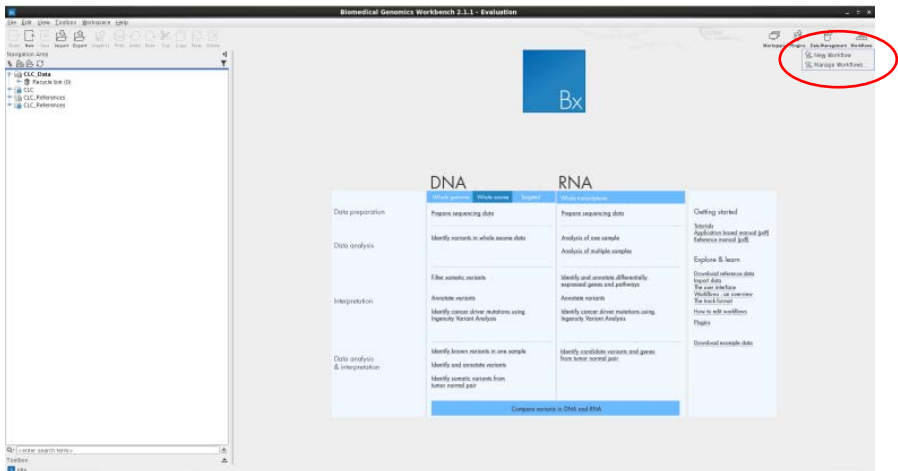 Biomedical Genomics Workbench 2.1.1 - Evaluation
File Edit View Toolbox Workspace Help
New Import Export
Workspace Plugins Data Management Workflows
Navigation Area
New Workflow
Manage Workflows...
CLC_Data
Recycle bin (0)
CLC
CLC_References
CLC_References
Bx
DNA RNA
Whole genome Whole exome Targeted Whole transcriptome
Data preparation
Prepare sequencing data
Prepare sequencing data
Getting started
Tutorials
Application based manual (pdf)
Reference manual (pdf)
Data analysis
Identify variants in whole exome data
Analysis of one sample
Analysis of multiple samples
Explore & learn
Download reference data
Import data
The user interface
Workflows - an overview
The track format
How to edit workflows
Plugins
Download example data
Interpretation
Filter somatic variants
Annotate variants
Identify cancer driver mutations using
Ingenuity Variant Analysis
Identify and annotate differentially
expressed genes and pathways
Annotate variants
Identify cancer driver mutations using
Ingenuity Variant Analysis
Data analysis
& interpretation
Identify known variants in one sample
Identify and annotate variants
Identify somatic variants from
tumor normal pair
Identify candidate variants and genes
from tumor normal pair
Compare variants in DNA and RNA
<enter search term>
Toolbox